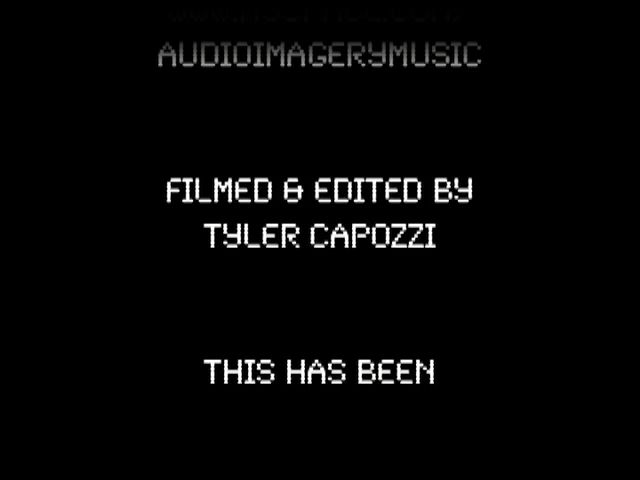 AUDIOIMAGERYMUSIC
FILMED & EDITED BY
TYLER CAPOZZI
THIS HAS BEEN